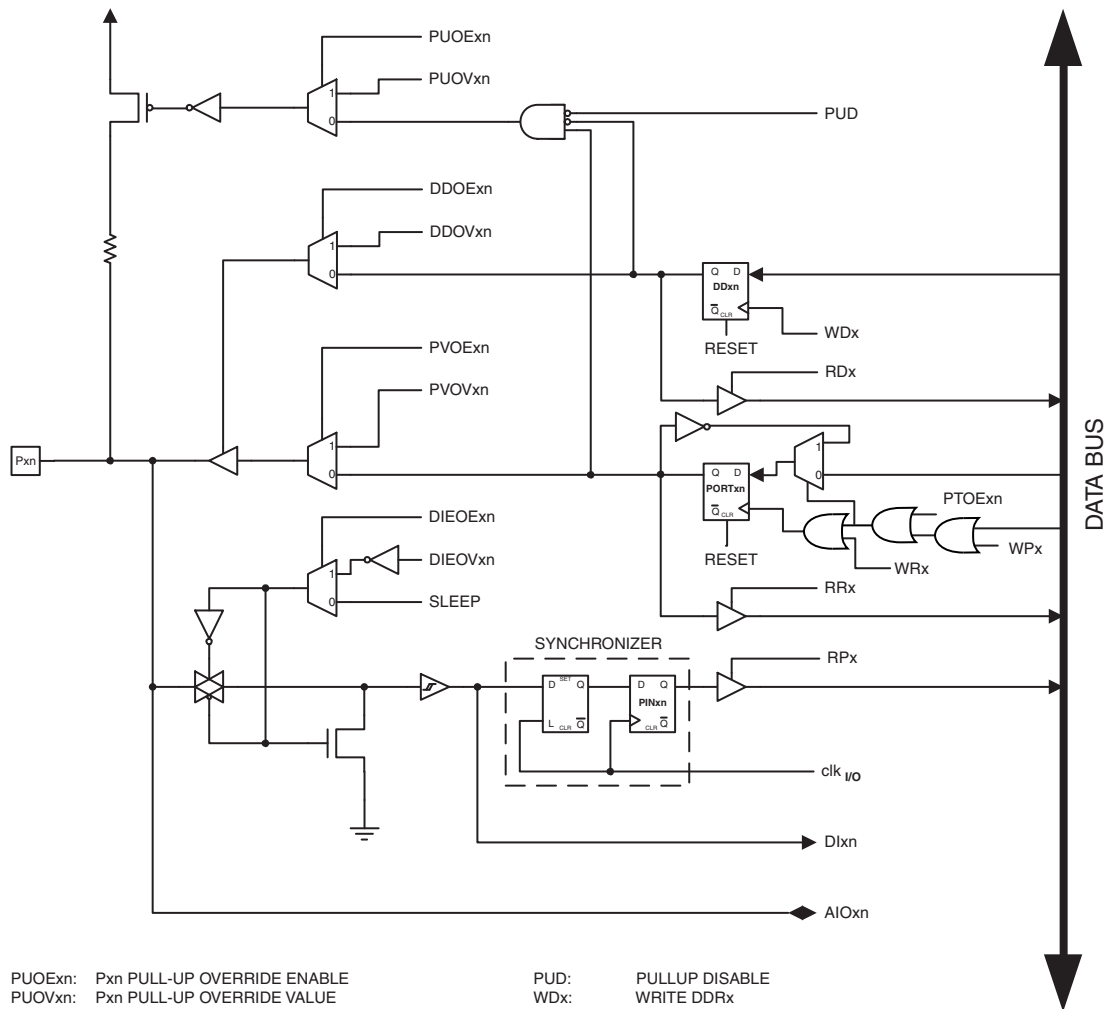 PUOExn
PUOVxn
1
0
PUD
DDOExn
DDOVxn
1
0
Q D
DDxn
Q CLR
WDx
RESET
PVOExn
PVOVxn
RDx
Pxn
1
0
Q D
PORTxn
Q CLR
1
0
PTOExn
WPx
RESET
WRx
DATA BUS
DIEOExn
DIEOVxn
1
0
SLEEP
RRx
SYNCHRONIZER
RPx
D SET Q
L CLR Q
D Q
PINxn
CLR Q
clk I/O
DIxn
AIOxn
PUOExn: Pxn PULL-UP OVERRIDE ENABLE
PUOVxn: Pxn PULL-UP OVERRIDE VALUE
PUD: PULLUP DISABLE
WDx: WRITE DDRx